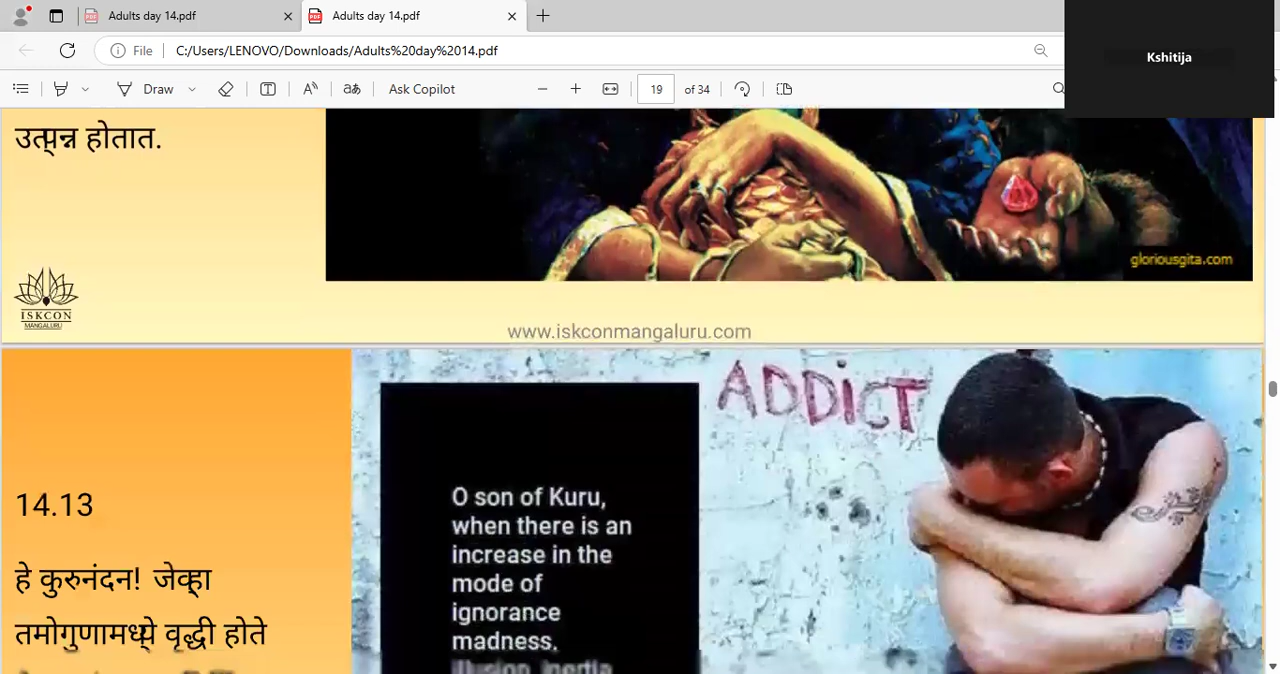 Adults day 14.pdf
Adults day 14.pdf
File
C:/Users/LENOVO/Downloads/Adults%20day%2014.pdf
Kshitija
Draw
Ask Copilot
19 of 34
उत्पन्न होतात.
gloriousgita.com
ISKCON
MANGALURU
www.iskconmangaluru.com
ADDICT
14.13
हे कुरुनंदन! जेव्हा
तमोगुणामध्ये वृद्धी होते
O son of Kuru,
when there is an
increase in the
mode of
ignorance
madness,
illusion, inertia